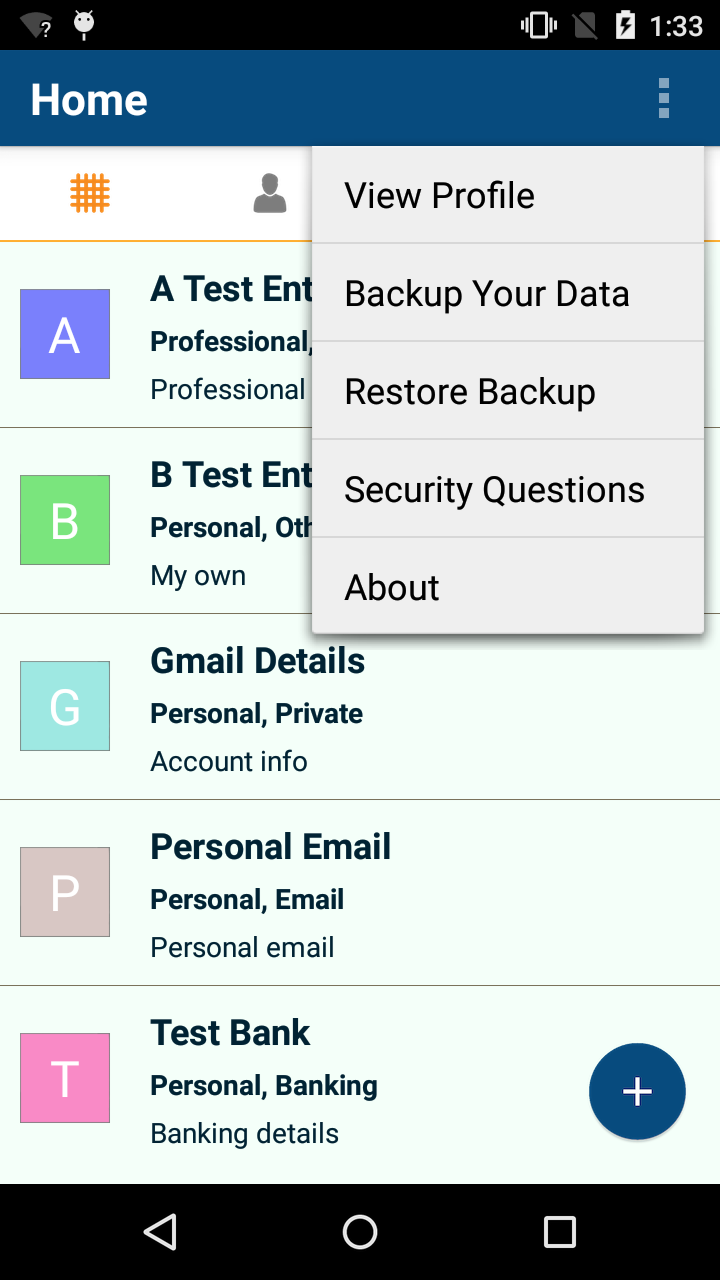 1:33
Home
View Profile
Backup Your Data
Restore Backup
Security Questions
About
A
A Test Ent
Professional,
Professional
B
B Test Ent
Personal, Oth
My own
G
Gmail Details
Personal, Private
Account info
P
Personal Email
Personal, Email
Personal email
T
Test Bank
Personal, Banking
Banking details